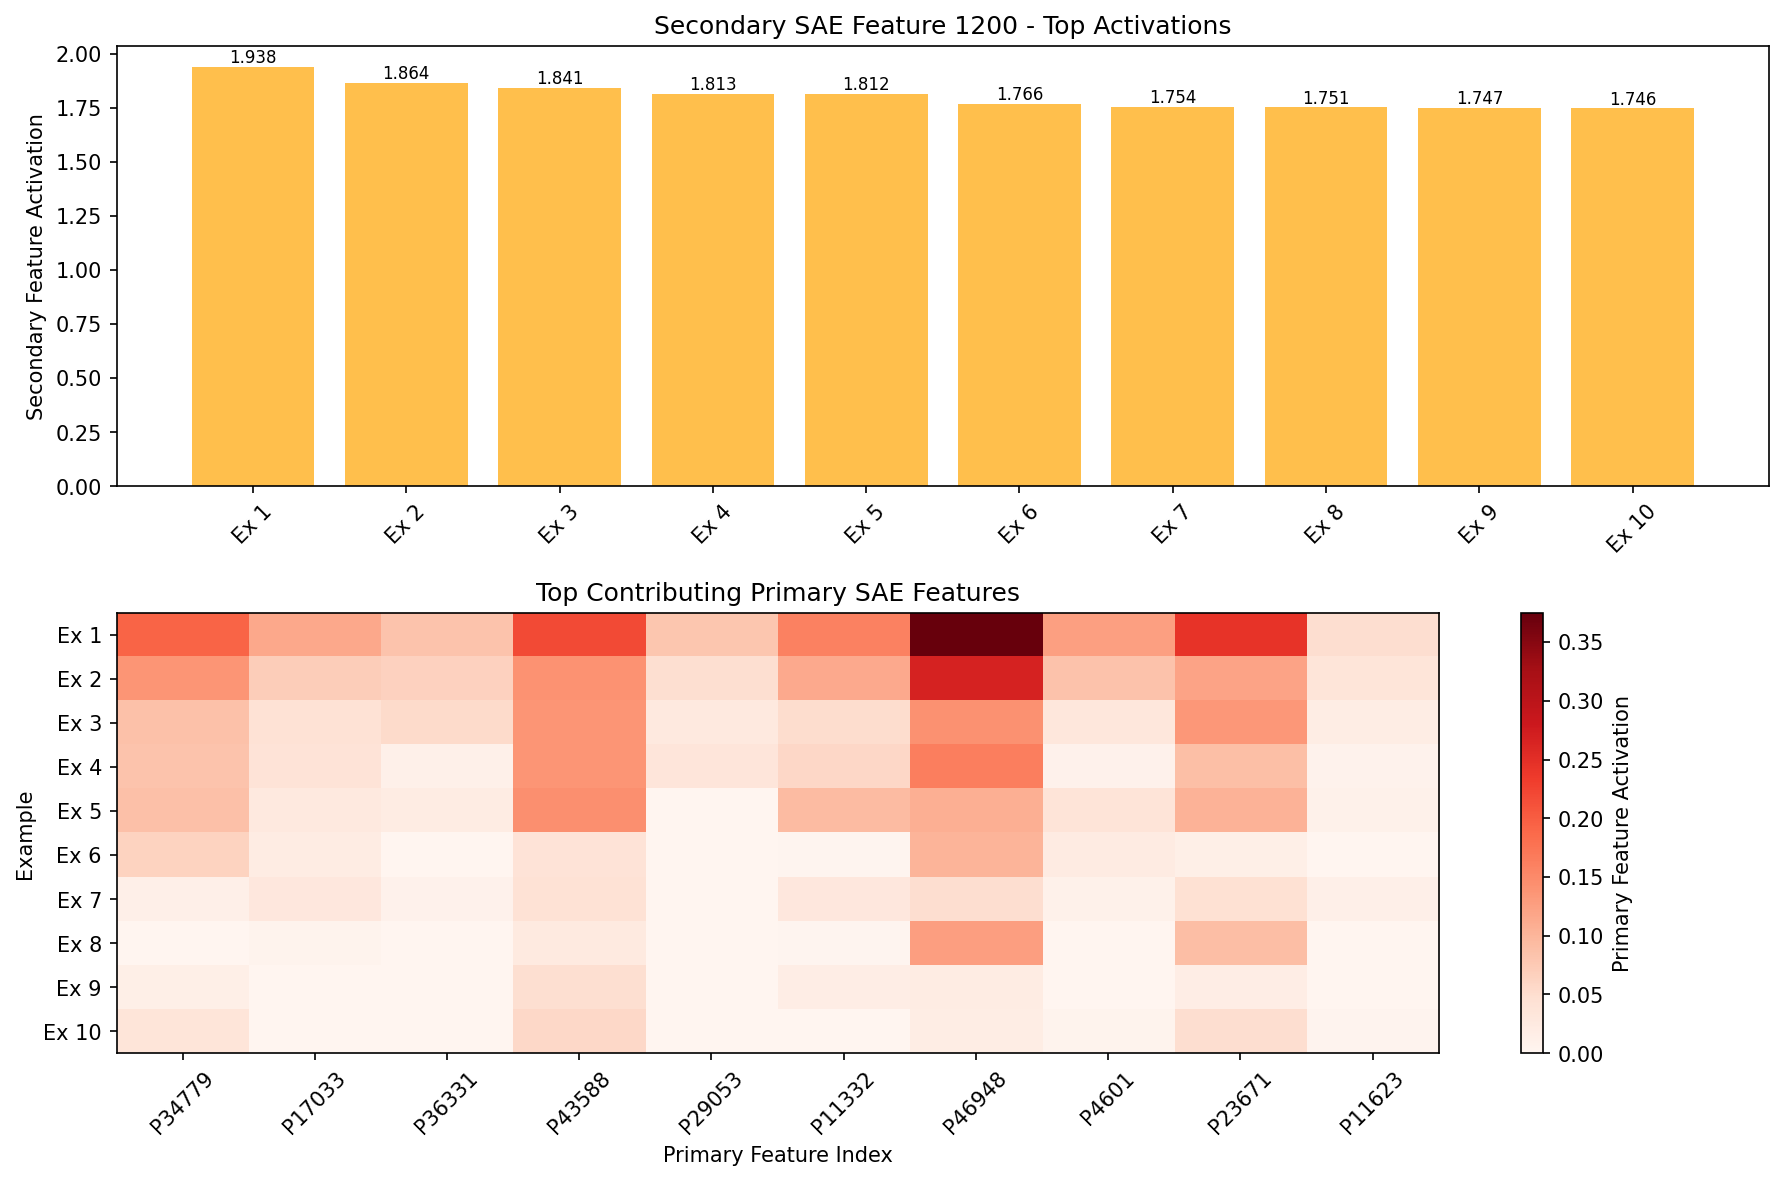 Secondary SAE Feature 1200 - Top Activations
Secondary Feature Activation
2.00
1.75
1.50
1.25
1.00
0.75
0.50
0.25
0.00
1.938
1.864
1.841
1.813
1.812
1.766
1.754
1.751
1.747
1.746
Ex 1
Ex 2
Ex 3
Ex 4
Ex 5
Ex 6
Ex 7
Ex 8
Ex 9
Ex 10
Top Contributing Primary SAE Features
Example
Ex 1
Ex 2
Ex 3
Ex 4
Ex 5
Ex 6
Ex 7
Ex 8
Ex 9
Ex 10
P34779
P17033
P36331
P43588
P29053
P11332
P46948
P4601
P23671
P11623
Primary Feature Index
0.35
0.30
0.25
0.20
0.15
0.10
0.05
0.00
Primary Feature Activation